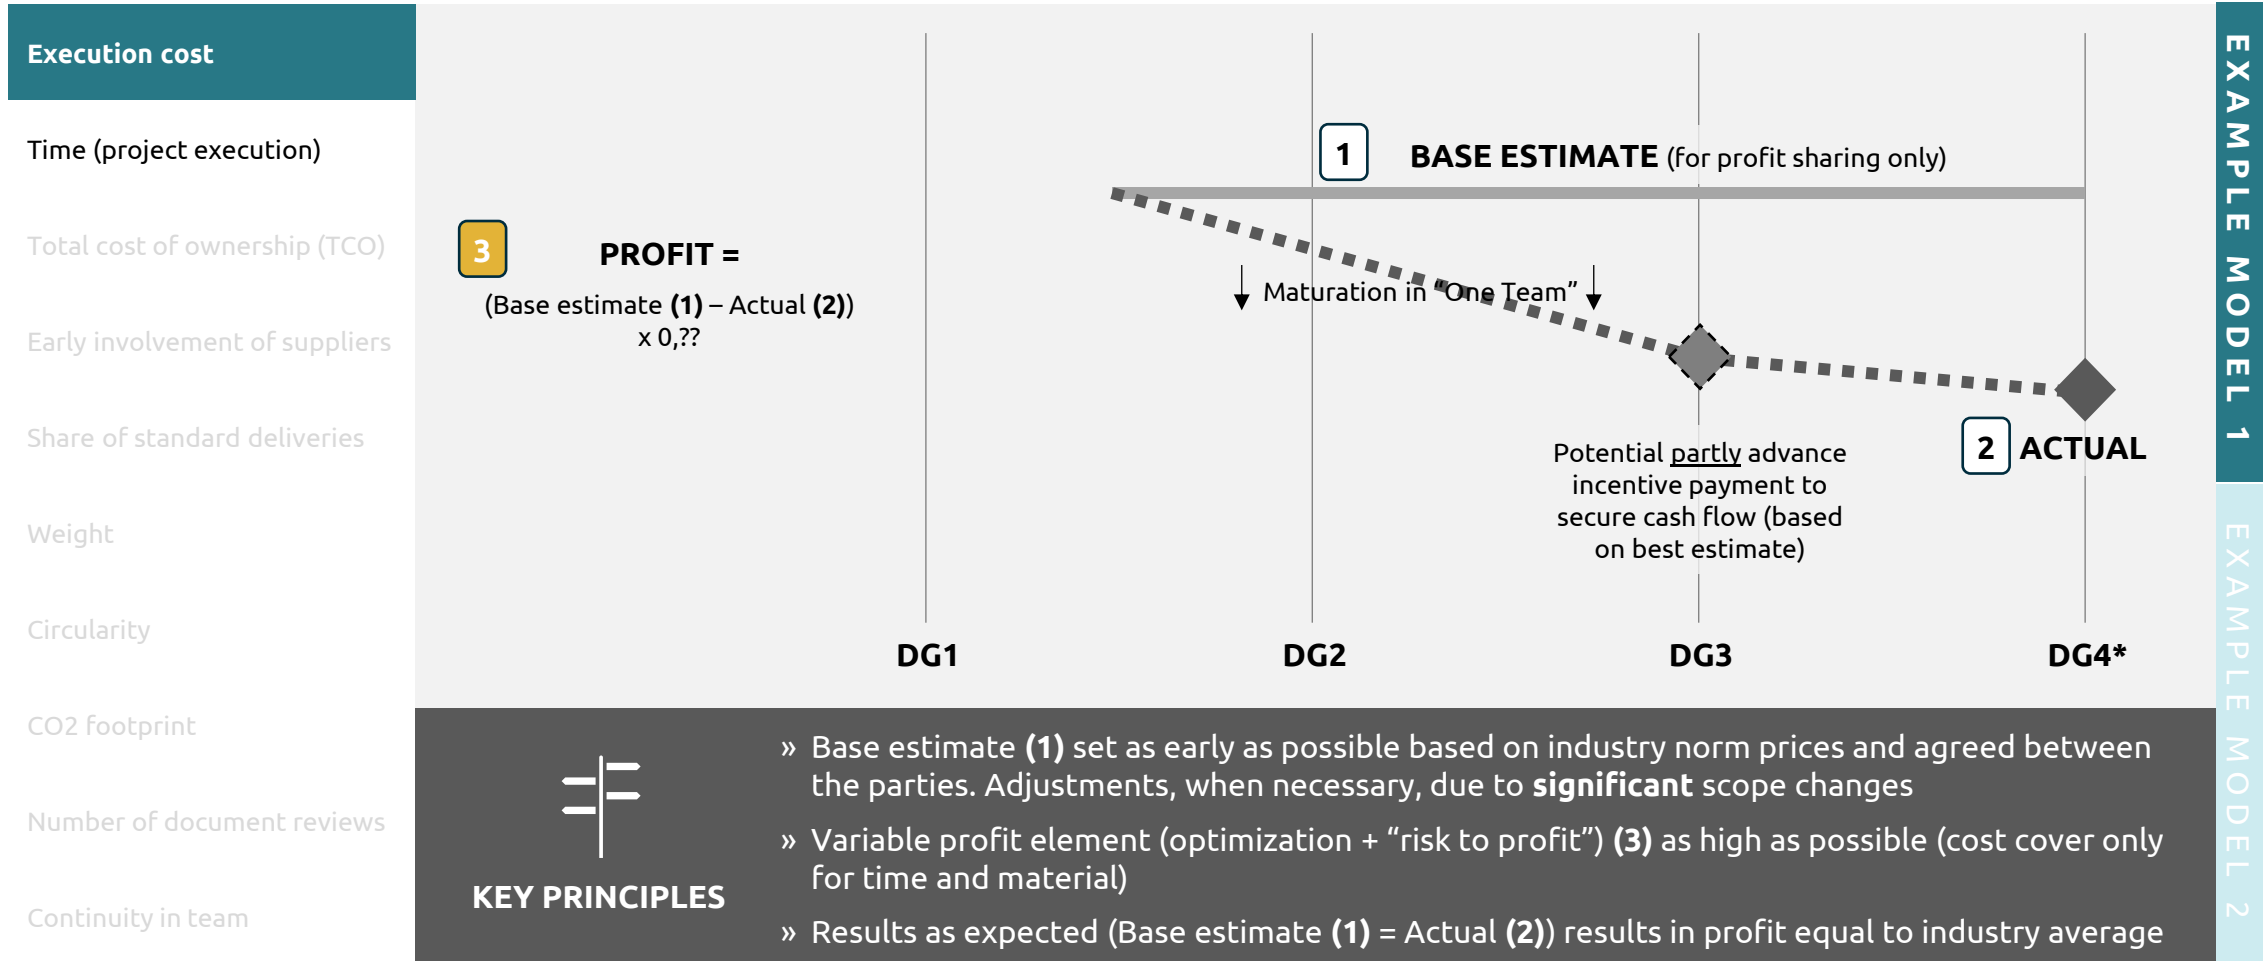 Execution cost
Time (project execution)
Total cost of ownership (TCO)
Early involvement of suppliers
Share of standard deliveries
Weight
Circularity
CO2 footprint
Number of document reviews
Continuity in team
1 BASE ESTIMATE (for profit sharing only)
3 PROFIT =
(Base estimate (1) – Actual (2))
x 0,??
Maturation in “One Team”
2 ACTUAL
Potential partly advance
incentive payment to
secure cash flow (based
on best estimate)
DG1 DG2 DG3 DG4*
KEY PRINCIPLES
» Base estimate (1) set as early as possible based on industry norm prices and agreed between
the parties. Adjustments, when necessary, due to significant scope changes
» Variable profit element (optimization + “risk to profit”) (3) as high as possible (cost cover only
for time and material)
» Results as expected (Base estimate (1) = Actual (2)) results in profit equal to industry average
EXAMPLE MODEL 1
EXAMPLE MODEL 2